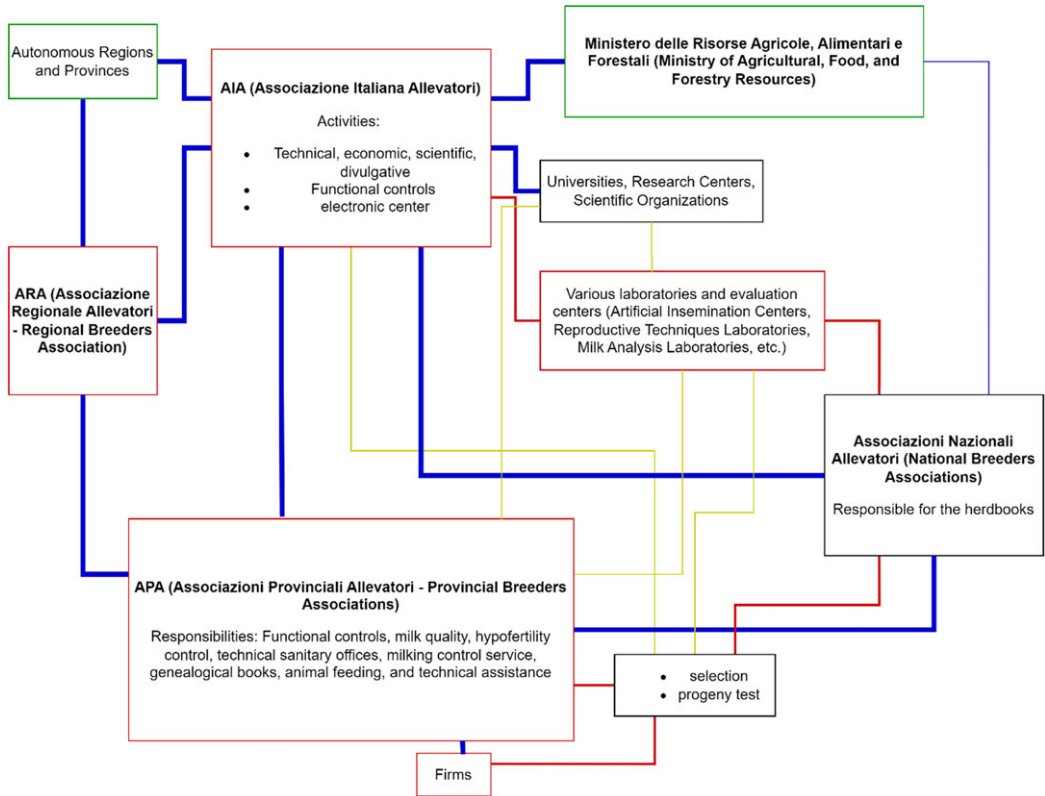 Autonomous Regions
and Provinces
AIA (Associazione Italiana Allevatori)
Activities:
• Technical, economic, scientific,
divulgative
• Functional controls
• electronic center
Ministero delle Risorse Agricole, Alimentari e
Forestali (Ministry of Agricultural, Food, and
Forestry Resources)
Universities, Research Centers,
Scientific Organizations
ARA (Associazione
Regionale Allevatori
- Regional Breeders
Association)
Various laboratories and evaluation
centers (Artificial Insemination Centers,
Reproductive Techniques Laboratories,
Milk Analysis Laboratories, etc.)
Associazioni Nazionali
Allevatori (National Breeders
Associations)
Responsible for the herdbooks
APA (Associazioni Provinciali Allevatori - Provincial Breeders
Associations)
Responsibilities: Functional controls, milk quality, hypofertility
control, technical sanitary offices, milking control service,
genealogical books, animal feeding, and technical assistance
• selection
• progeny test
Firms